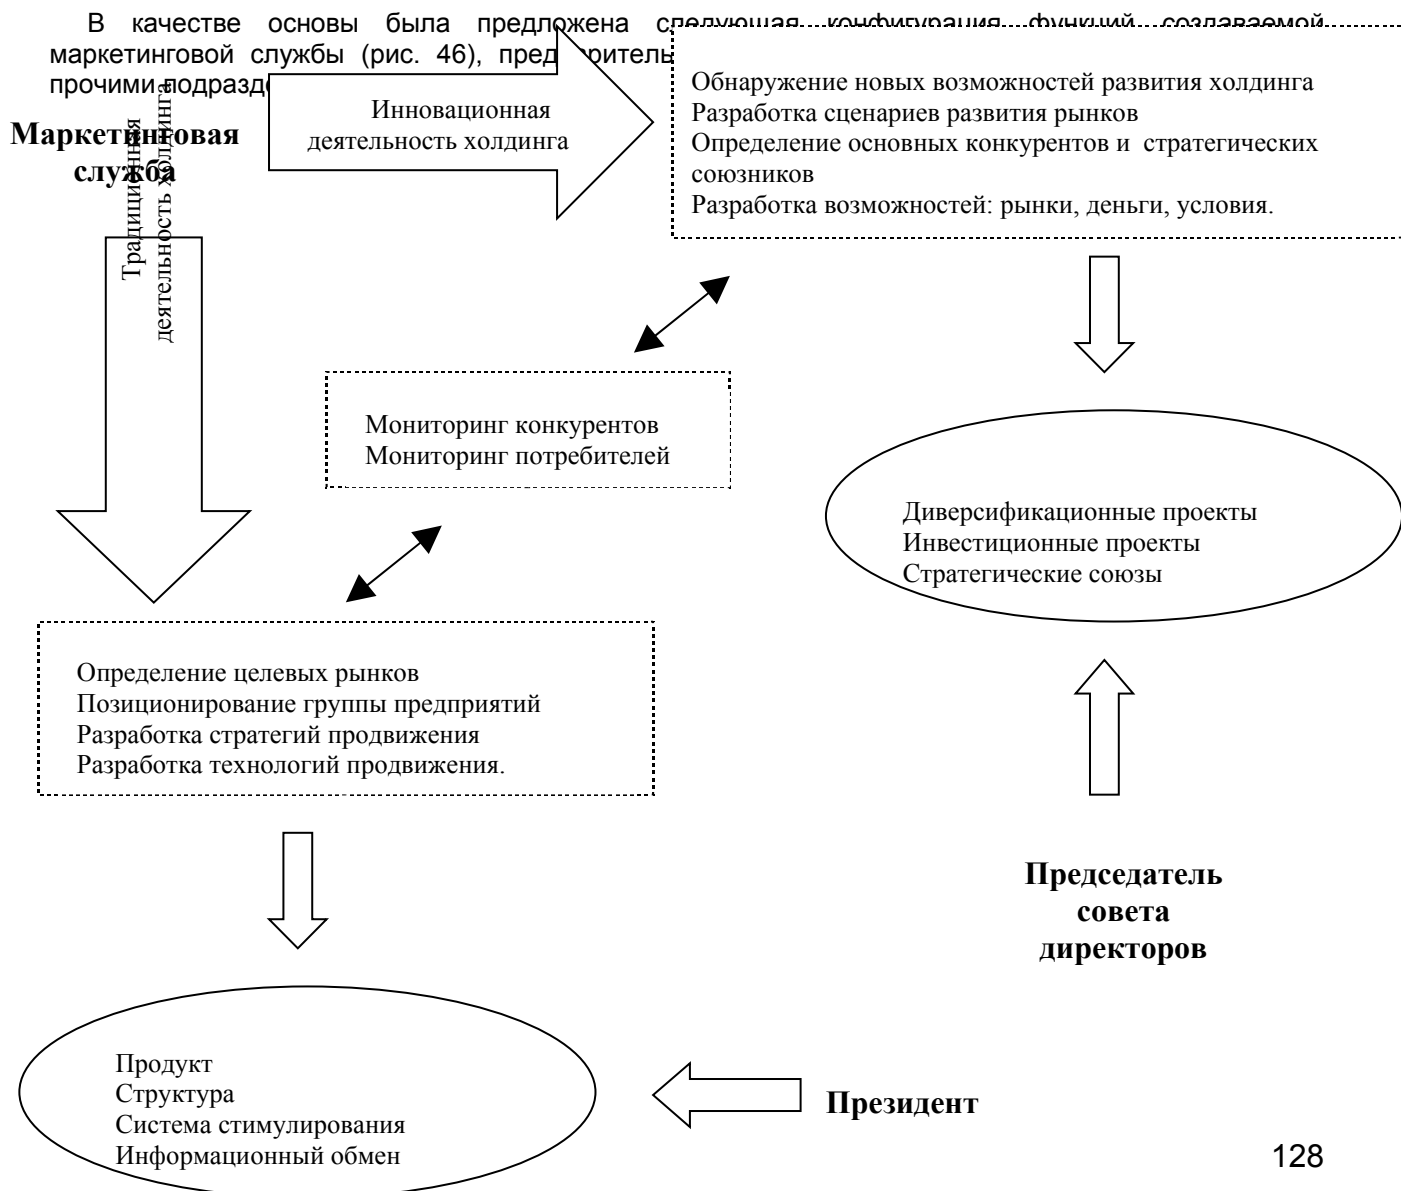 В качестве основы была предложена следующая конфигурация функций создаваемой
маркетинговой службы (рис. 46),
прочими
Маркетинговая
служба
Традиционная
деятельность холдинга
Инновационная
деятельность холдинга
Обнаружение новых возможностей развития холдинга
Разработка сценариев развития рынков
Определение основных конкурентов и стратегических
союзников
Разработка возможностей: рынки, деньги, условия.
Мониторинг конкурентов
Мониторинг потребителей
Диверсификационные проекты
Инвестиционные проекты
Стратегические союзы
Определение целевых рынков
Позиционирование группы предприятий
Разработка стратегий продвижения
Разработка технологий продвижения.
Председатель
совета
директоров
Продукт
Структура
Система стимулирования
Информационный обмен
Президент
128